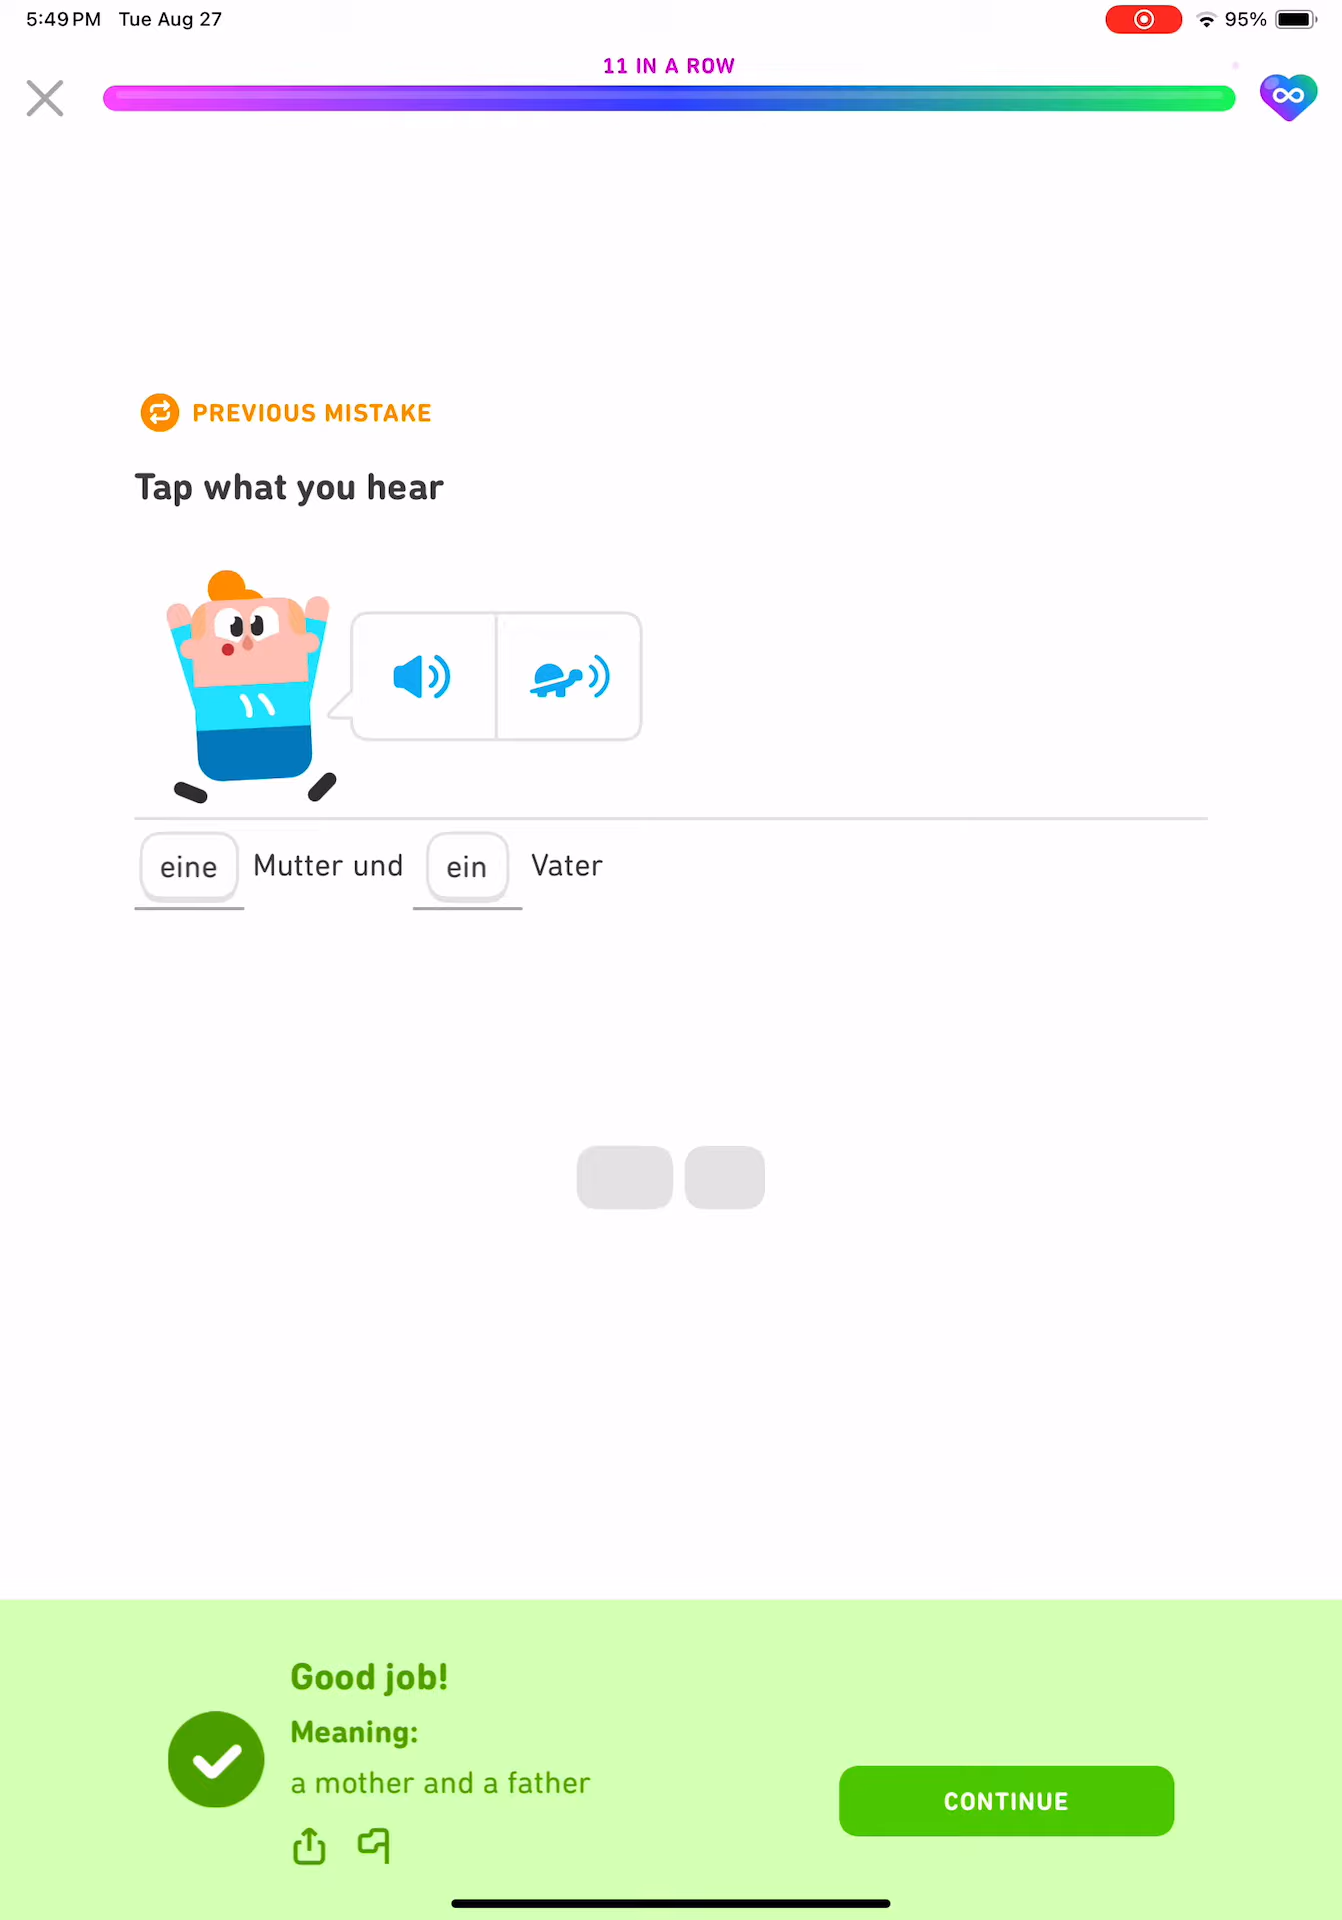 5:49 PM Tue Aug 27
95%
11 IN A ROW
PREVIOUS MISTAKE
Tap what you hear
eine Mutter und ein Vater
Good job!
Meaning:
a mother and a father
CONTINUE